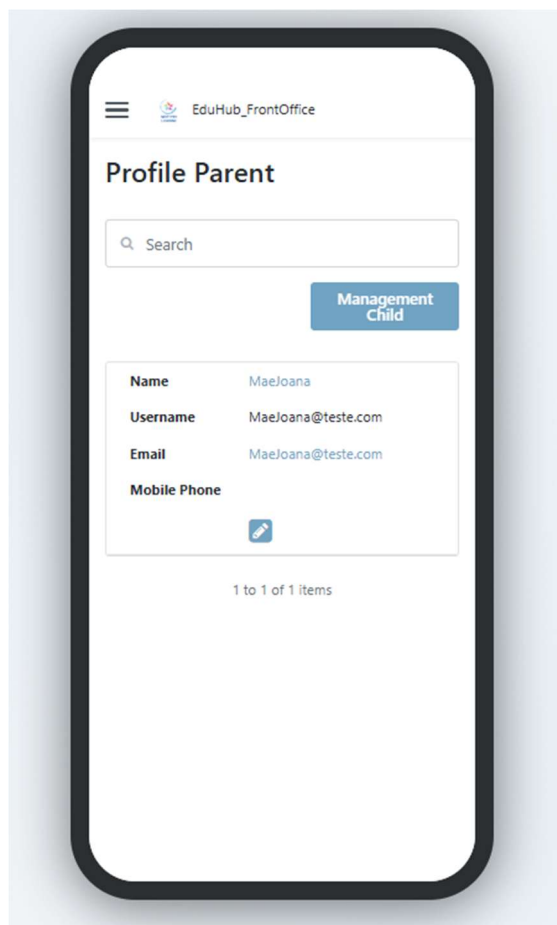 EduHub_FrontOffice
Profile Parent
Search
Management
Child
Name MaeJoana
Username MaeJoana@teste.com
Email MaeJoana@teste.com
Mobile Phone
1 to 1 of 1 items